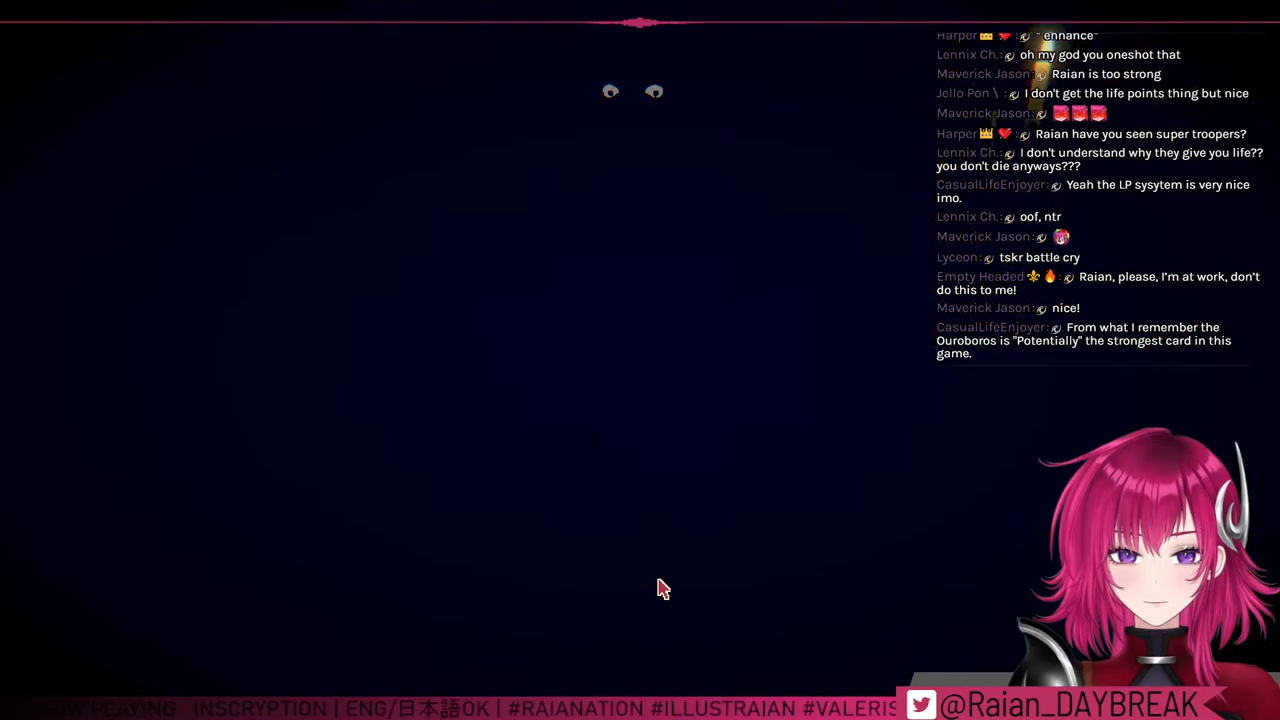 Harper : " ennance"
Lennix Ch.: oh my god you oneshot that
Maverick Jason: Raian is too strong
Jello Pon \ : I don't get the life points thing but nice
Maverick Jason:
Harper : Raian have you seen super troopers?
Lennix Ch.: I don't understand why they give you life??
you don't die anyways???
CasualLifeEnjoyer: Yeah the LP sysytem is very nice
imo.
Lennix Ch.: oof, ntr
Maverick Jason:
Lyceon: tskr battle cry
Empty Headed : Raian, please, I'm at work, don't
do this to me!
Maverick Jason: nice!
CasualLifeEnjoyer: From what I remember the
Ouroboros is "Potentially" the strongest card in this
game.
PLAYING INSCRYPTION | ENG/日本語OK | #RAIANATION #ILLUSTRAIAN #VALERIS
@Raian_DAYBREAK